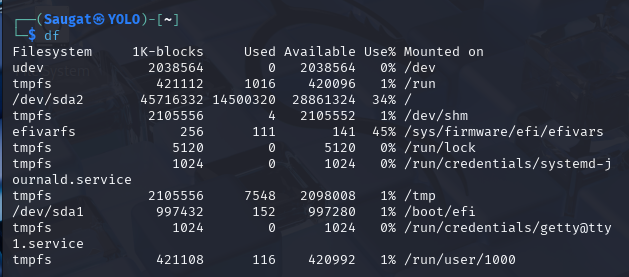 ┌──(Saugat㉿YOLO)-[~]
└─$ df
Filesystem     1K-blocks     Used Available Use% Mounted on
udev             2038564        0   2038564   0% /dev
tmpfs             421112     1016    420096   1% /run
/dev/sda2       45716332 14500320  28861324  34% /
tmpfs            2105556        4   2105552   1% /dev/shm
efivarfs             256      111       141  45% /sys/firmware/efi/efivars
tmpfs               5120        0      5120   0% /run/lock
tmpfs               1024        0      1024   0% /run/credentials/systemd-j
ournald.service
tmpfs            2105556     7548   2098008   1% /tmp
/dev/sda1         997432      152    997280   1% /boot/efi
tmpfs               1024        0      1024   0% /run/credentials/getty@tty
1.service
tmpfs             421108      116    420992   1% /run/user/1000